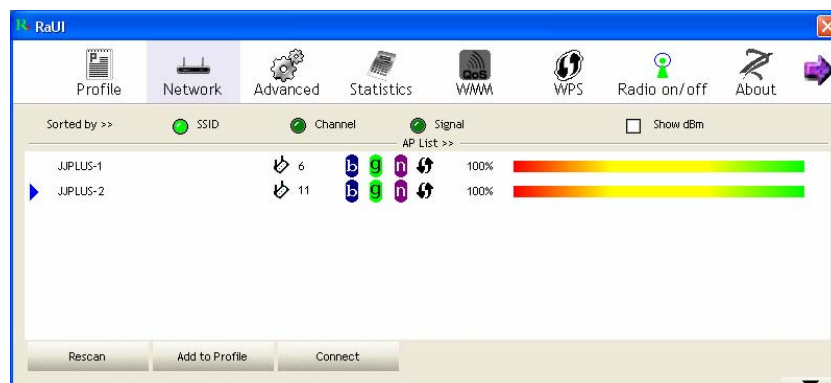 RaUI
Profile Network Advanced Statistics WMM WPS Radio on/off About
Sorted by >> SSID Channel Signal Show dBm
AP List >>
JJPLUS-1 6 b g n 100%
JJPLUS-2 11 b g n 100%
Rescan Add to Profile Connect